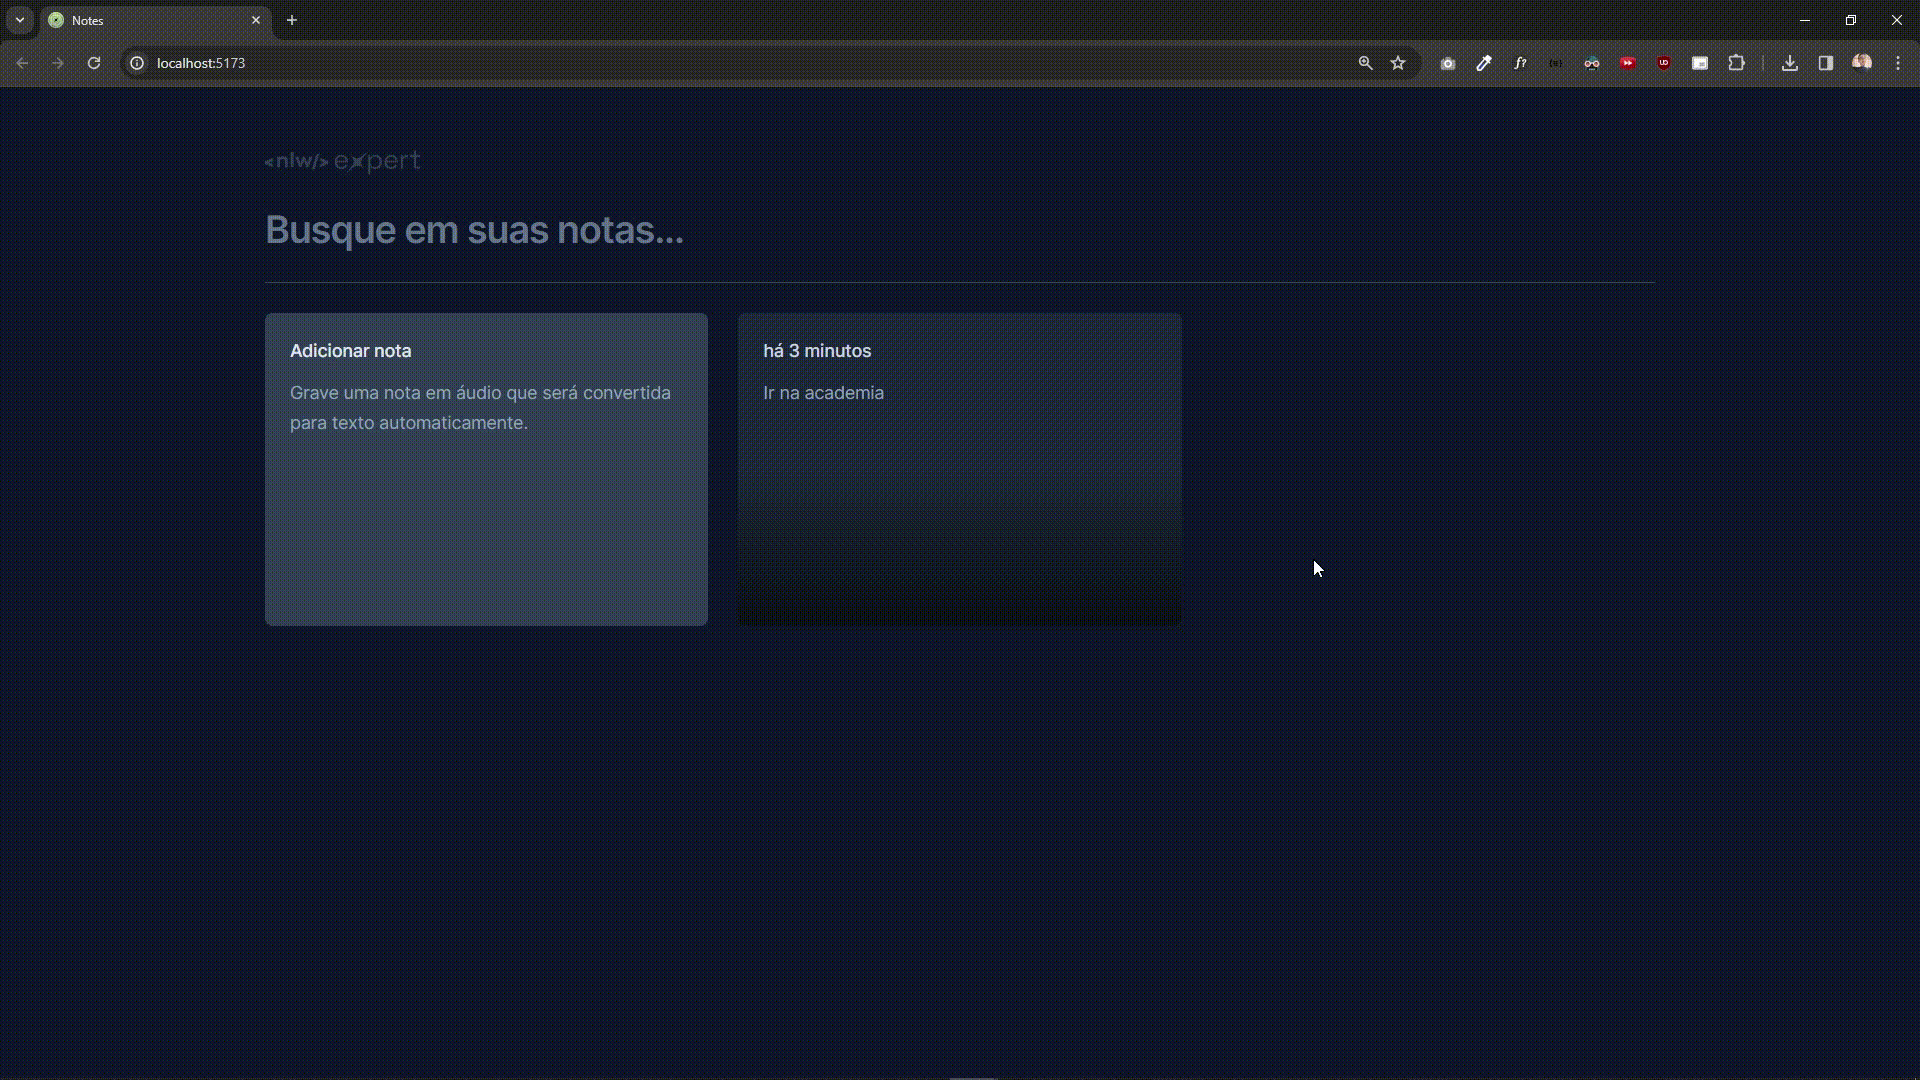 Notes
localhost:5173
<nlw/> expert
Busque em suas notas...
Adicionar nota
Grave uma nota em áudio que será convertida
para texto automaticamente.
há 3 minutos
Ir na academia